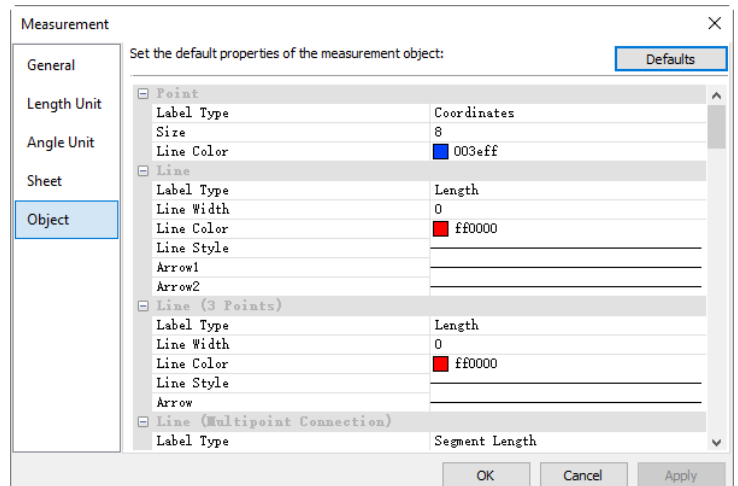 Measurement
General
Length Unit
Angle Unit
Sheet
Object
Set the default properties of the measurement object:
Defaults
Point
Label Type Coordinates
Size 8
Line Color 003eff
Line
Label Type Length
Line Width 0
Line Color ff0000
Line Style
Arrow1
Arrow2
Line (3 Points)
Label Type Length
Line Width 0
Line Color ff0000
Line Style
Arrow
Line (Multipoint Connection)
Label Type Segment Length
OK Cancel Apply